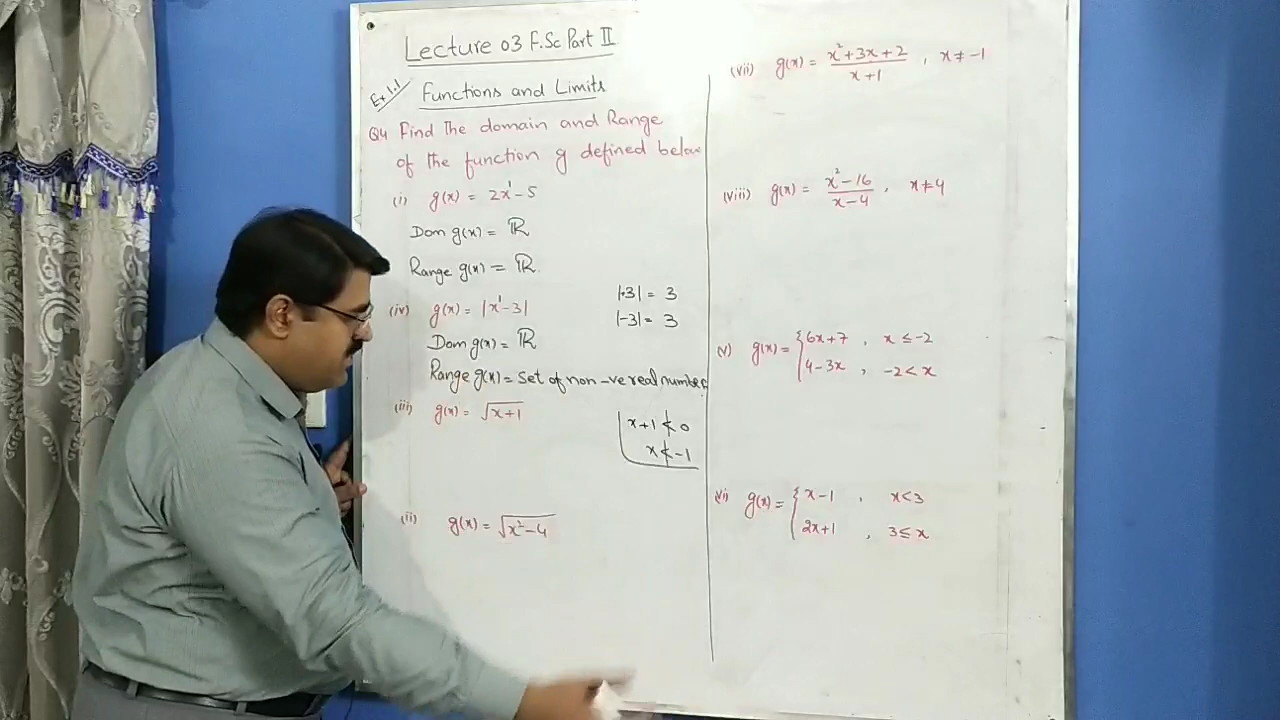 Lecture 03 F.Sc Part II
Ex 1.1
Functions and Limits
Q4 Find The domain and Range
of the function g defined below
(i) g(x) = 2x¹-5
Dom g(x) = ℝ
Range g(x) = ℝ.
(iv) g(x) = |x¹-3|
|+3| = 3
|-3| = 3
Dom g(x) = ℝ
Range g(x) = Set of non -ve real number
(iii) g(x) = √(x+1)
x+1 ≮ 0
x ≮ -1
(ii) g(x) = √(x²-4)
(vii) g(x) = (x²+3x+2)/(x+1) , x ≠ -1
(viii) g(x) = (x²-16)/(x-4) , x ≠ 4
(v) g(x) = { 6x+7 , x ≤ -2
4-3x , -2 < x
(vi) g(x) = { x-1 , x < 3
2x+1 , 3 ≤ x